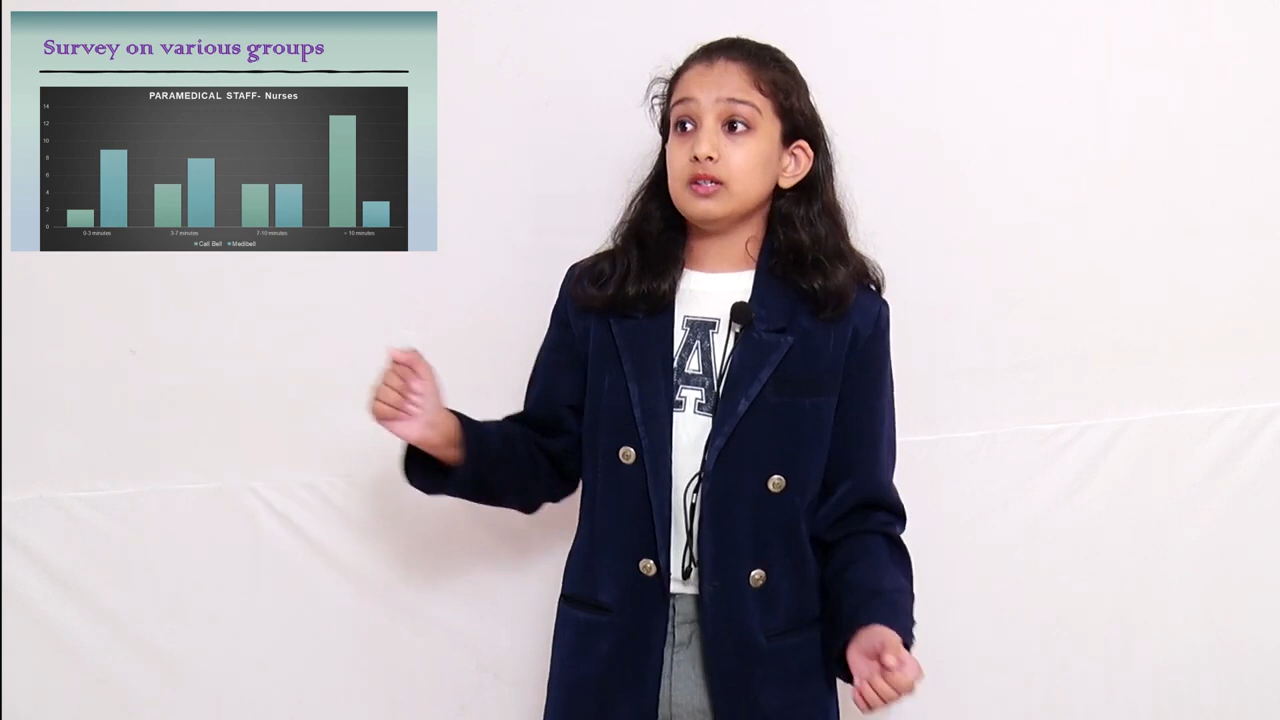 Survey on various groups
PARAMEDICAL STAFF- Nurses
14
12
10
8
6
4
2
0
0-3 minutes
3-7 minutes
7-10 minutes
< 10 minutes
Call Bell
Medibell
A